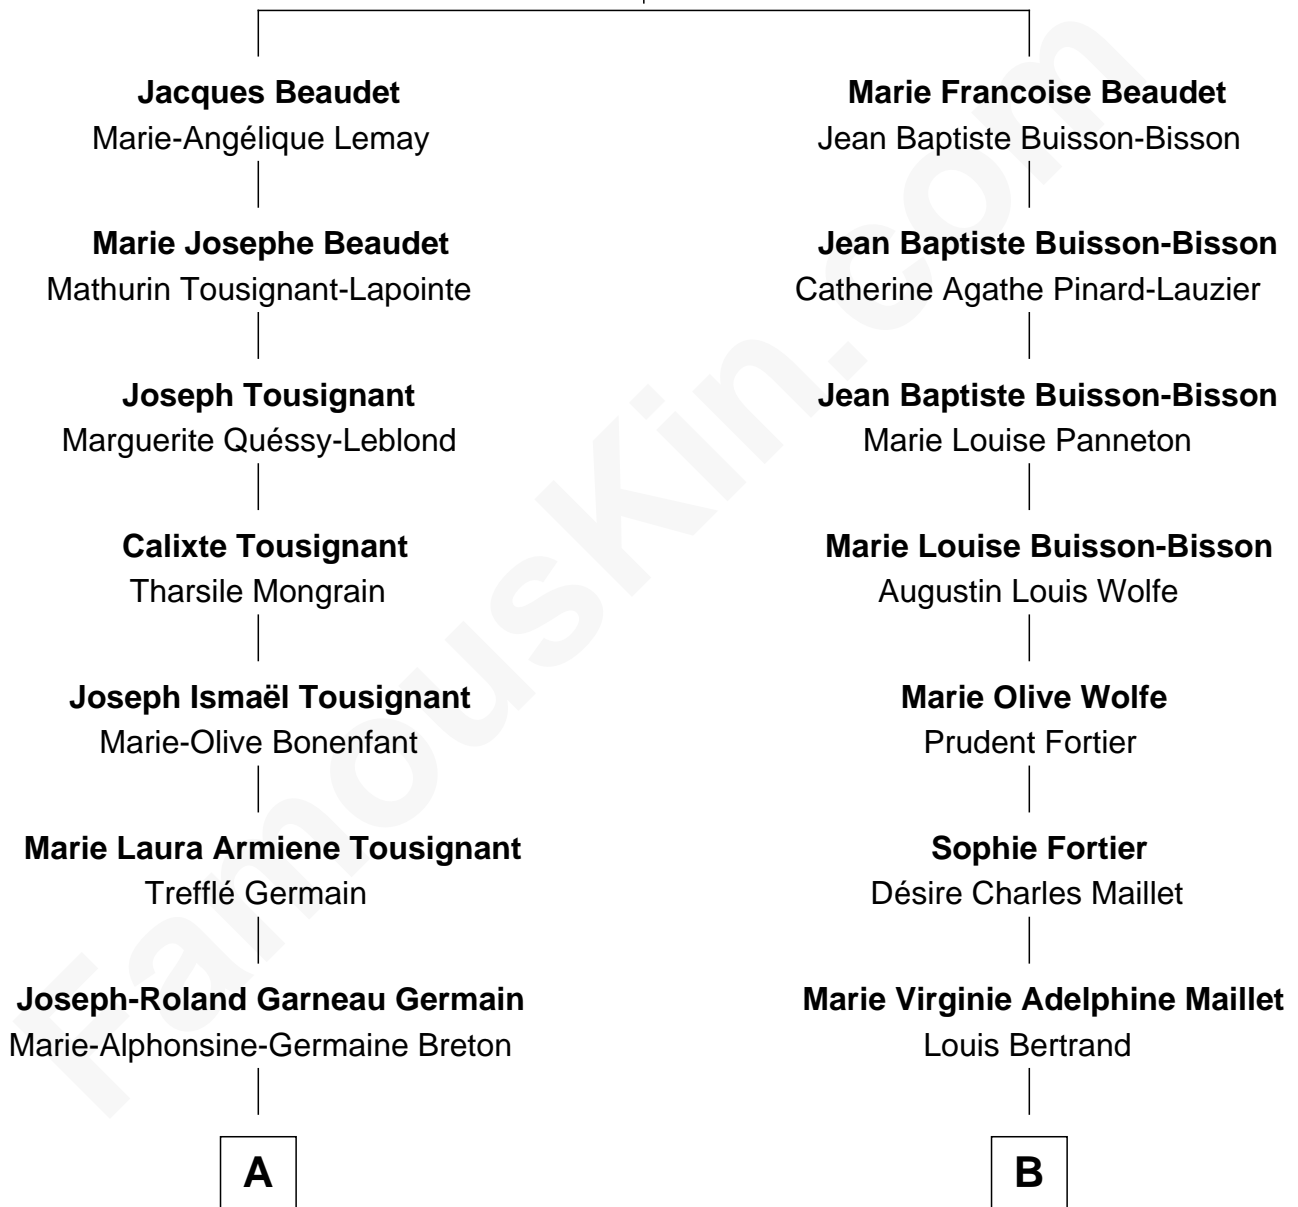 Jacques Beaudet
Marie-Angélique Lemay
Marie Josephe Beaudet
Mathurin Tousignant-Lapointe
Joseph Tousignant
Marguerite Quéssy-Leblond
Calixte Tousignant
Tharsile Mongrain
Joseph Ismaël Tousignant
Marie-Olive Bonenfant
Marie Laura Armiene Tousignant
Trefflé Germain
Joseph-Roland Garneau Germain
Marie-Alphonsine-Germaine Breton
A
Marie Francoise Beaudet
Jean Baptiste Buisson-Bisson
Jean Baptiste Buisson-Bisson
Catherine Agathe Pinard-Lauzier
Jean Baptiste Buisson-Bisson
Marie Louise Panneton
Marie Louise Buisson-Bisson
Augustin Louis Wolfe
Marie Olive Wolfe
Prudent Fortier
Sophie Fortier
Désire Charles Maillet
Marie Virginie Adelphine Maillet
Louis Bertrand
B
FamousKin.com